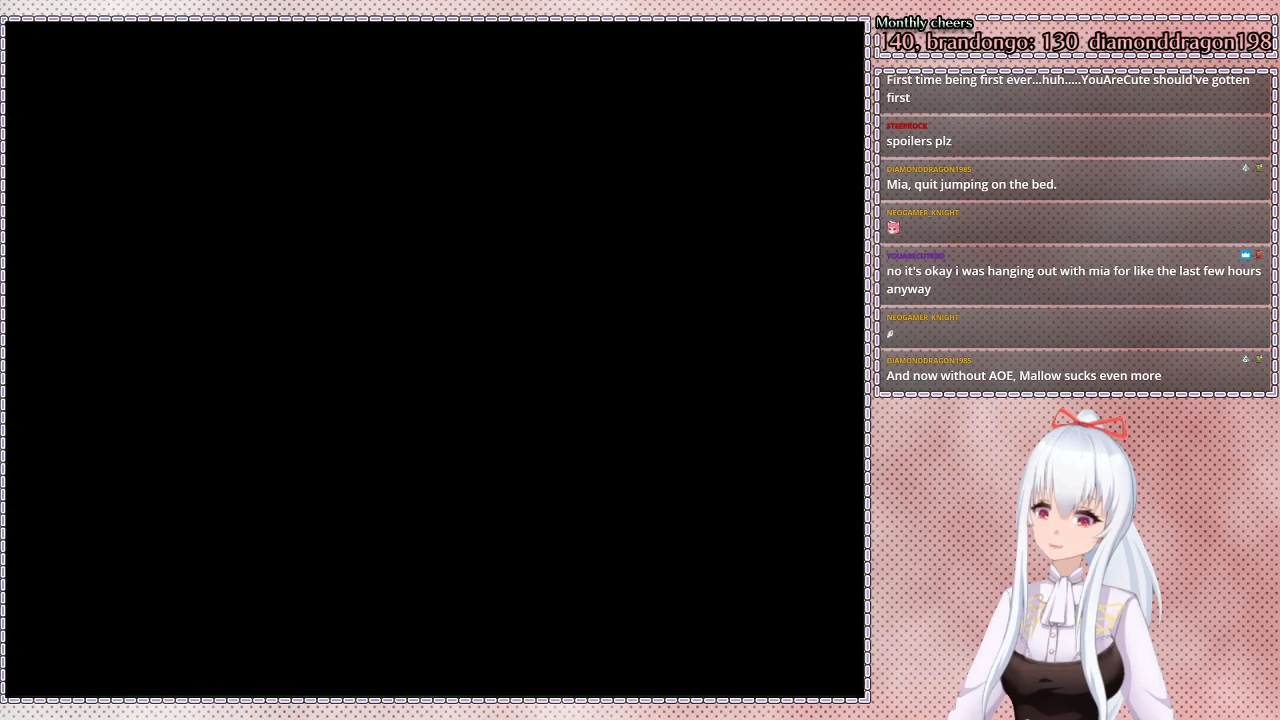 Monthly cheers
140, brandongo: 130 diamonddragon198
First time being first ever...huh.....YouAreCute should've gotten
first
STEEPROCK
spoilers plz
DIAMONDDRAGON1985
Mia, quit jumping on the bed.
NEOGAMER_KNIGHT
no it's okay i was hanging out with mia for like the last few hours
anyway
NEOGAMER_KNIGHT
DIAMONDDRAGON1985
And now without AOE, Mallow sucks even more